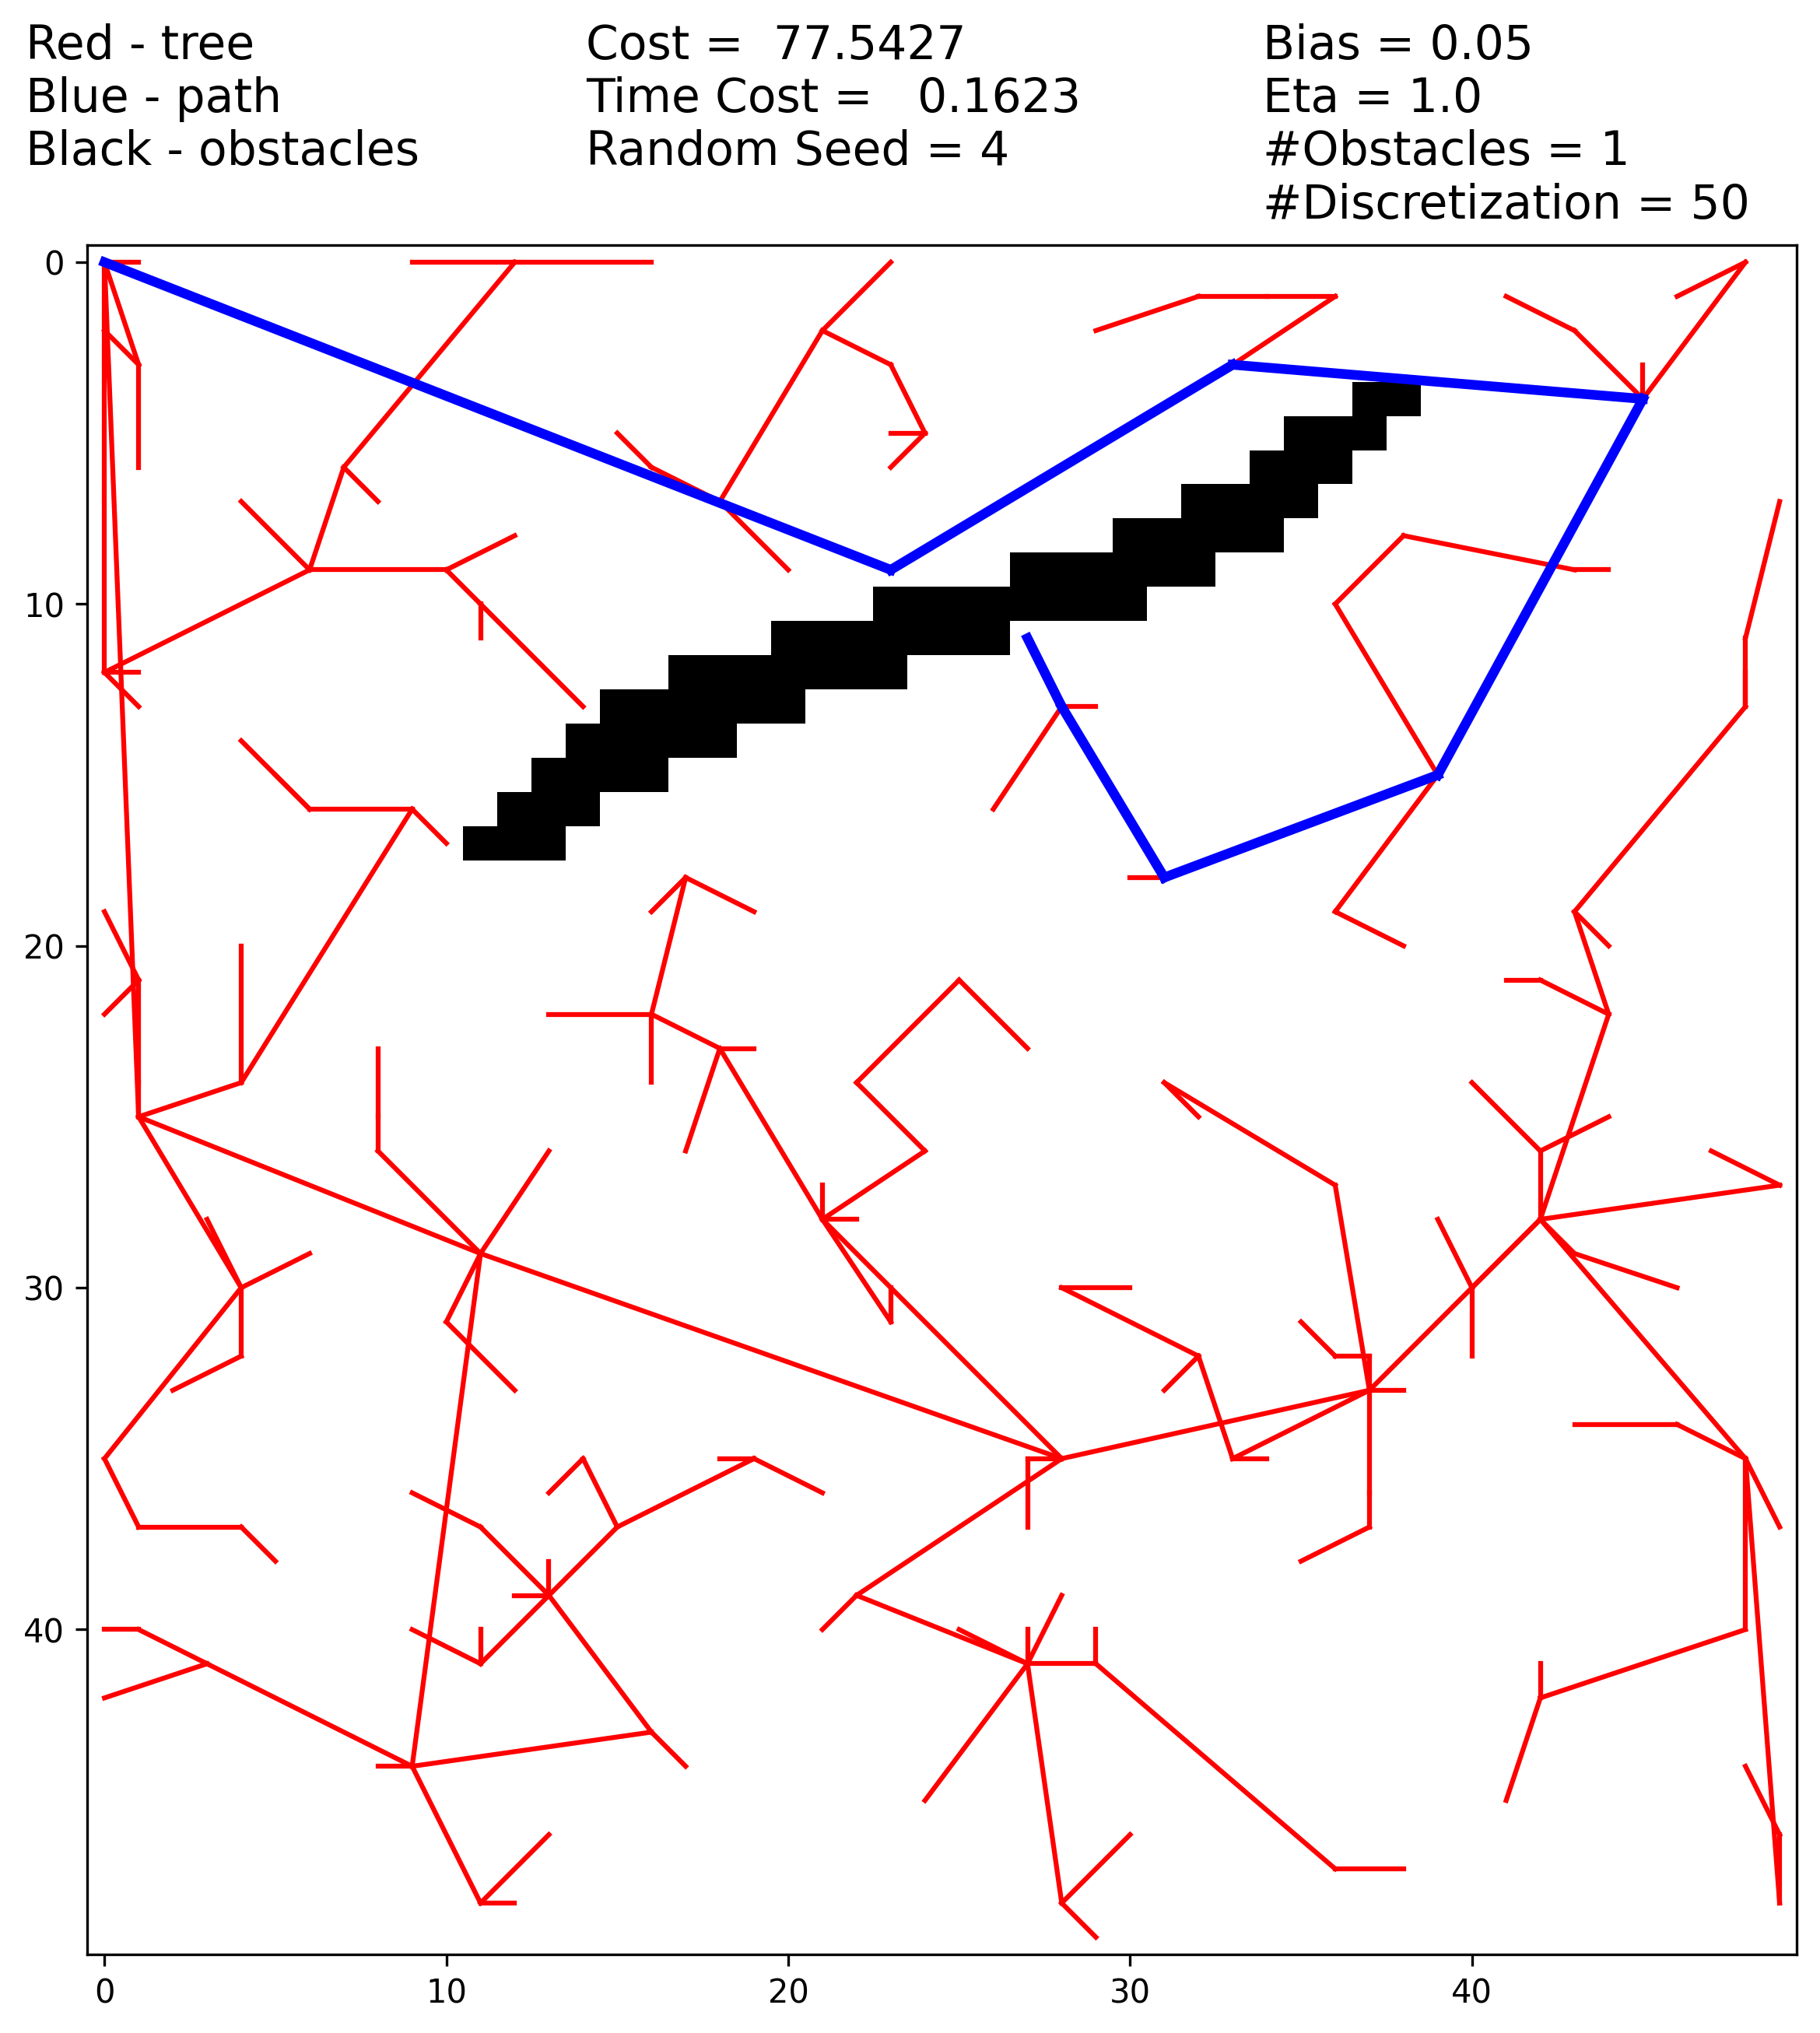 Red - tree
Blue - path
Black - obstacles
Cost =  77.5427
Time Cost =   0.1623
Random Seed = 4
Bias = 0.05
Eta = 1.0
#Obstacles = 1
#Discretization = 50
0
10
20
30
40
0 10 20 30 40